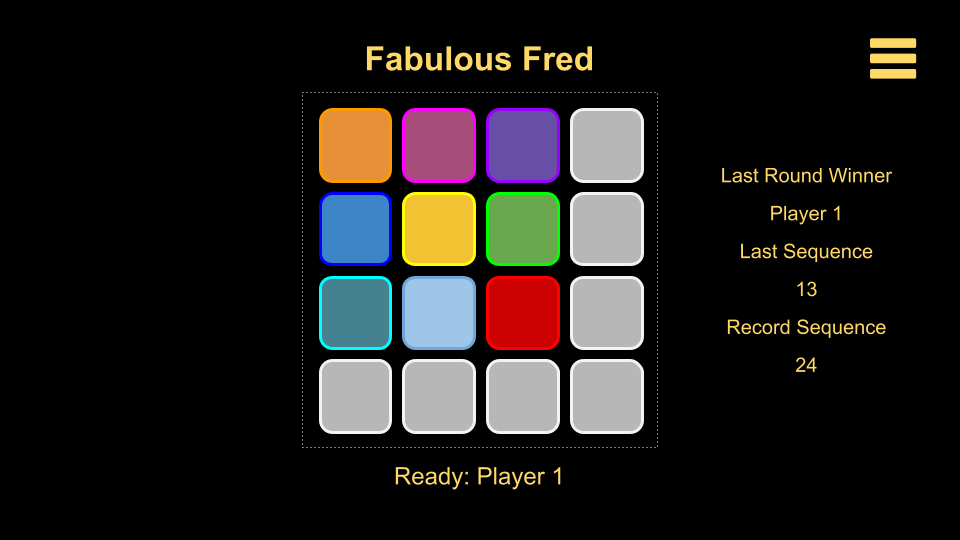 Fabulous Fred
Last Round Winner
Player 1
Last Sequence
13
Record Sequence
24
Ready: Player 1